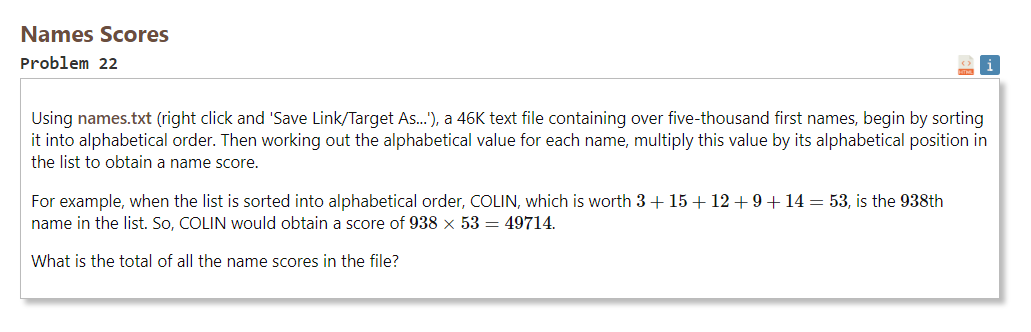 Names Scores
Problem 22
Using names.txt (right click and 'Save Link/Target As...'), a 46K text file containing over five-thousand first names, begin by sorting
it into alphabetical order. Then working out the alphabetical value for each name, multiply this value by its alphabetical position in
the list to obtain a name score.
For example, when the list is sorted into alphabetical order, COLIN, which is worth 3 + 15 + 12 + 9 + 14 = 53, is the 938th
name in the list. So, COLIN would obtain a score of 938 × 53 = 49714.
What is the total of all the name scores in the file?